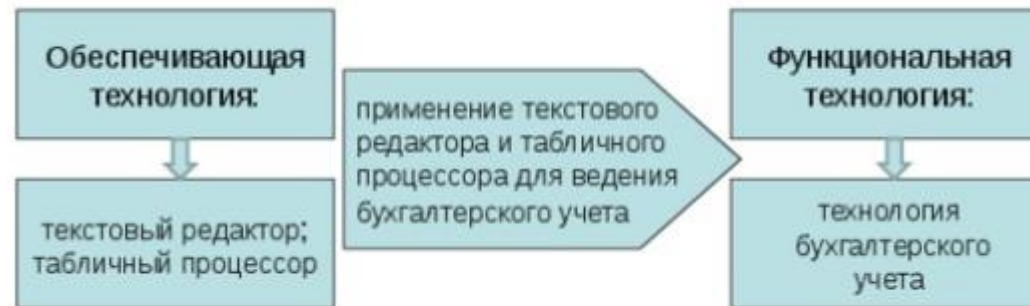 Обеспечивающая
технология:
текстовый редактор;
табличный процессор
применение текстового
редактора и табличного
процессора для ведения
бухгалтерского учета
Функциональная
технология:
технология
бухгалтерского
учета